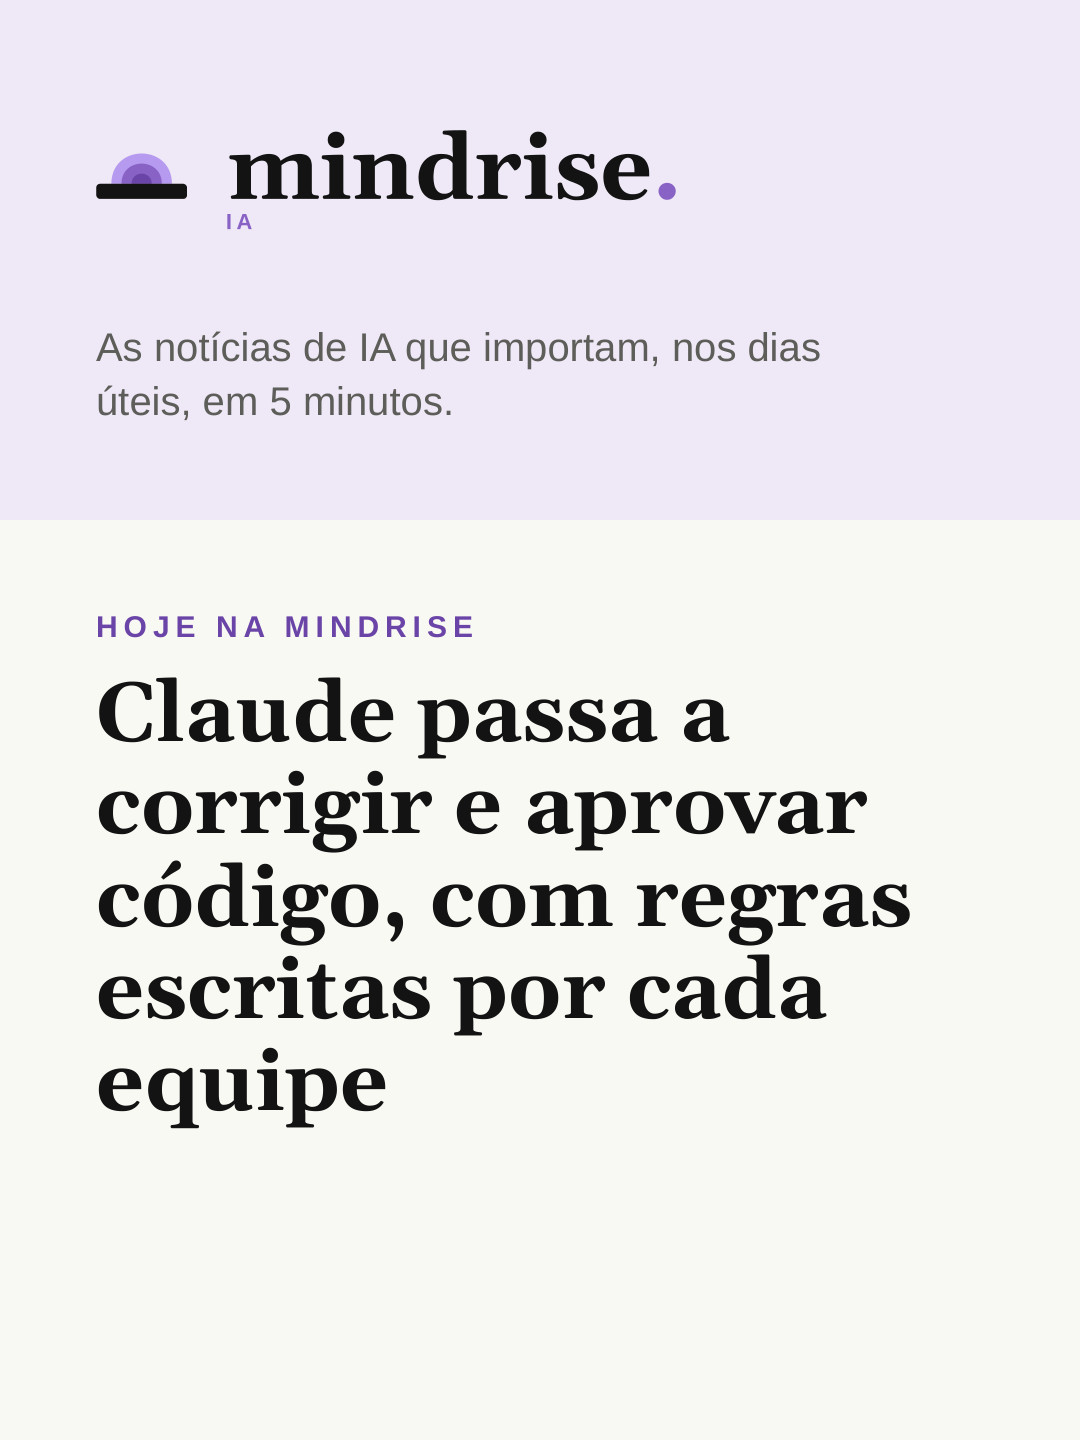 mindrise.
IA
As notícias de IA que importam, nos dias
úteis, em 5 minutos.
HOJE NA MINDRISE
Claude passa a
corrigir e aprovar
código, com regras
escritas por cada
equipe